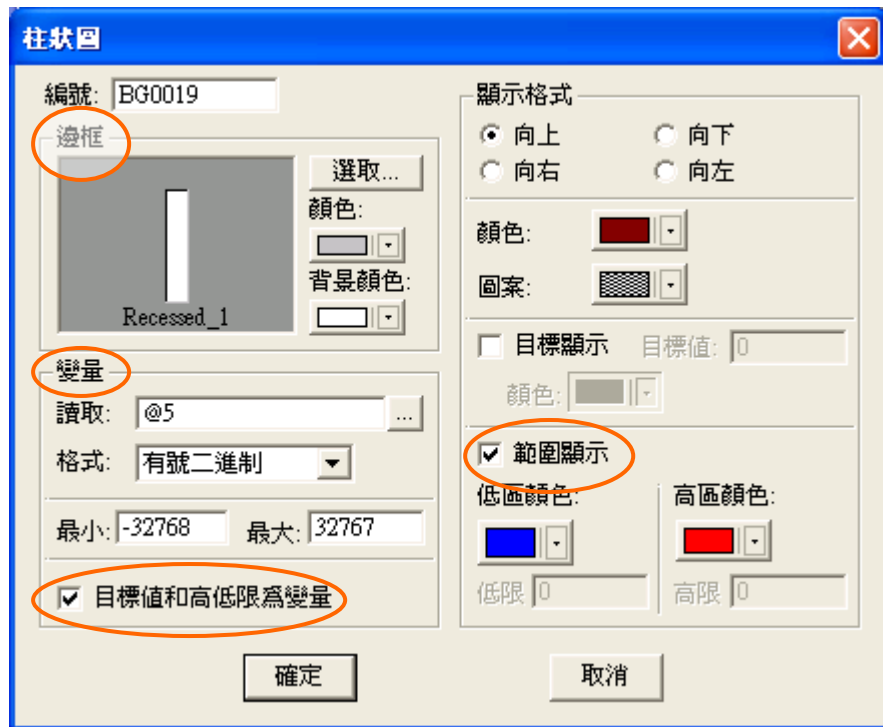 柱狀圖
編號: BG0019
邊框
選取...
顏色:
背景顏色:
Recessed_1
變量
讀取: @5 ...
格式: 有號二進制
最小: -32768 最大: 32767
目標值和高低限爲變量
顯示格式
向上 向下
向右 向左
顏色:
圖案:
目標顯示 目標值: 0
顏色:
範圍顯示
低區顏色: 高區顏色:
低限 0 高限 0
確定 取消